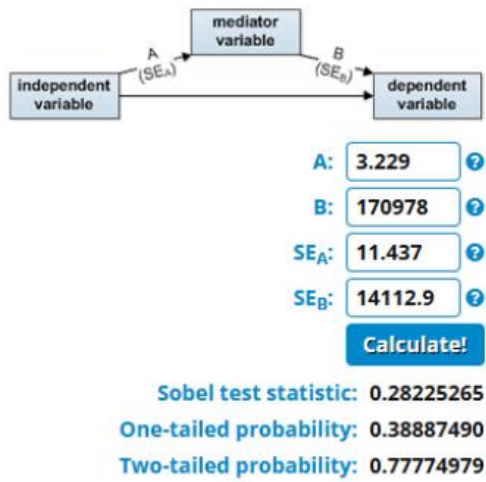 mediator
variable
A
(SEA)
B
(SEB)
independent
variable
dependent
variable
A: 3.229 ?
B: 170978 ?
SEA: 11.437 ?
SEB: 14112.9 ?
Calculate!
Sobel test statistic: 0.28225265
One-tailed probability: 0.38887490
Two-tailed probability: 0.77774979